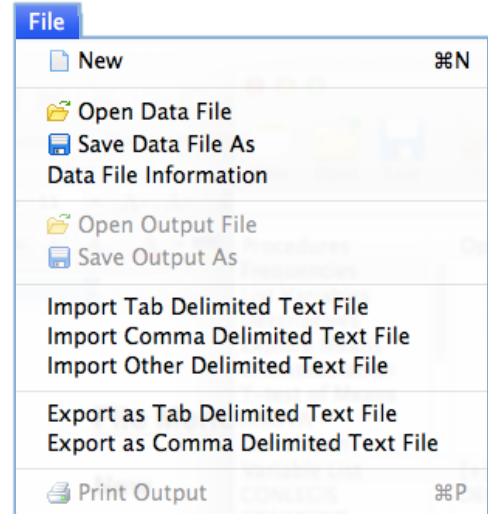 File
New ⌘N
Open Data File
Save Data File As
Data File Information
Open Output File
Save Output As
Import Tab Delimited Text File
Import Comma Delimited Text File
Import Other Delimited Text File
Export as Tab Delimited Text File
Export as Comma Delimited Text File
Print Output ⌘P